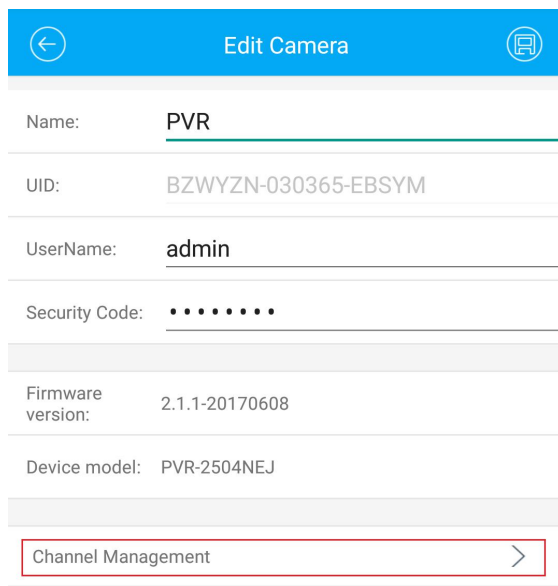 Edit Camera
Name: PVR
UID: BZWYZN-030365-EBSYM
UserName: admin
Security Code: ••••••••
Firmware
version: 2.1.1-20170608
Device model: PVR-2504NEJ
Channel Management